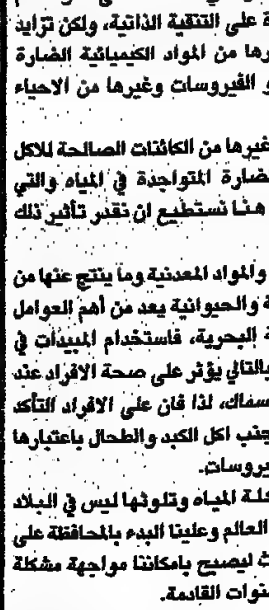 ة على التنقية الذاتية، ولكن تزايد
رها من المواد الكيميائية الضارة
و الفيروسات وغيرها من الاحياء
غيرها من الكائنات الصالحة للاكل
ضارة المتواجدة في المياه والتي
هنا نستطيع ان نقدر تأثير ذلك
والمواد المعدنية وما ينتج عنها من
ة والحيوانية يعد من أهم العوامل
ة البحرية، فاستخدام المبيدات في
بالتالي يؤثر على صحة الافراد عند
سماك، لذا فان على الافراد التأكد
جنب اكل الكبد والطحال باعتبارها
يروسات.
كلة المياه وتلوثها ليس في البلاد
العالم وعلينا البدء بالمحافظة على
ث ليصبح بامكاننا مواجهة مشكلة
سنوات القادمة.